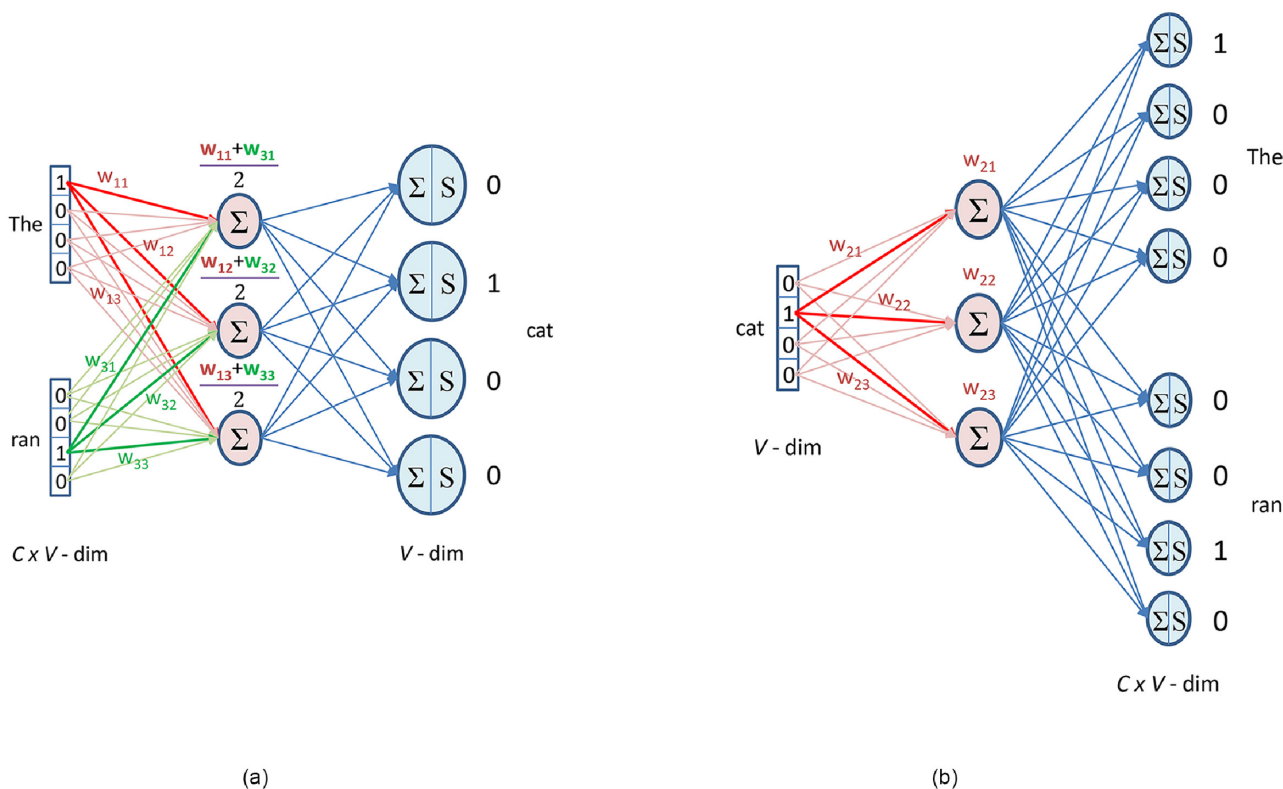 w11+w31
2
The
1
0
0
0
w11
w12
w13
Σ
w12+w32
2
Σ
w13+w33
2
Σ
ran
0
0
1
0
w31
w32
w33
Σ S 0
Σ S 1
cat
Σ S 0
Σ S 0
C x V - dim
V - dim
(a)
cat
0
1
0
0
V - dim
w21
w22
w23
w21
Σ
w22
Σ
w23
Σ
ΣS 1
ΣS 0
The
ΣS 0
ΣS 0
ΣS 0
ΣS 0
ran
ΣS 1
ΣS 0
C x V - dim
(b)